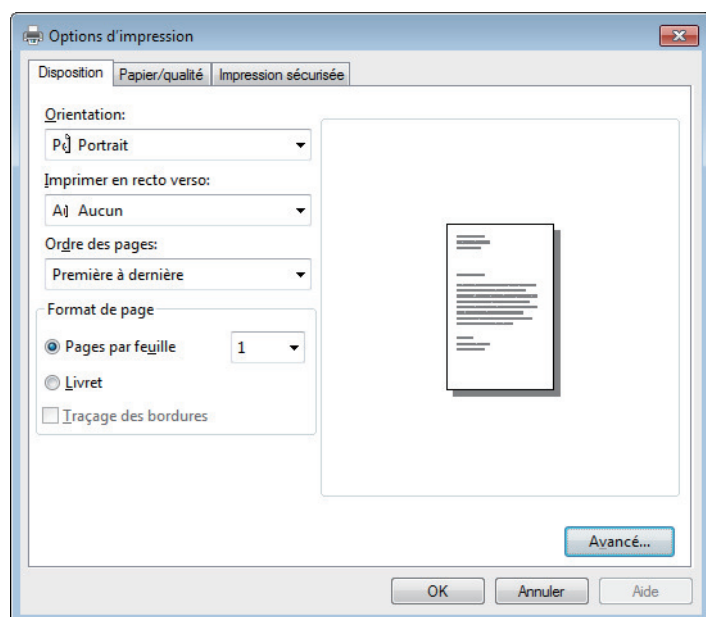 Options d'impression
Disposition Papier/qualité Impression sécurisée
Orientation:
Portrait
Imprimer en recto verso:
Aucun
Ordre des pages:
Première à dernière
Format de page
Pages par feuille 1
Livret
Traçage des bordures
Avancé...
OK Annuler Aide